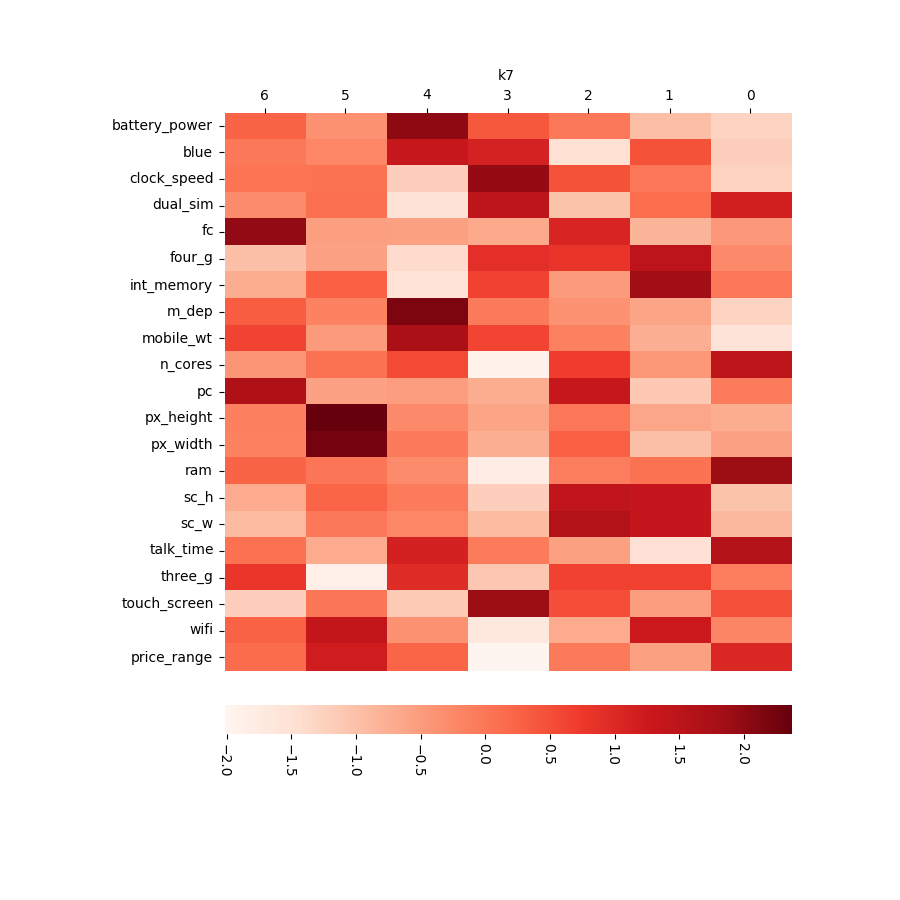 k7
6 5 4 3 2 1 0
battery_power
blue
clock_speed
dual_sim
fc
four_g
int_memory
m_dep
mobile_wt
n_cores
pc
px_height
px_width
ram
sc_h
sc_w
talk_time
three_g
touch_screen
wifi
price_range
−2.0 −1.5 −1.0 −0.5 0.0 0.5 1.0 1.5 2.0